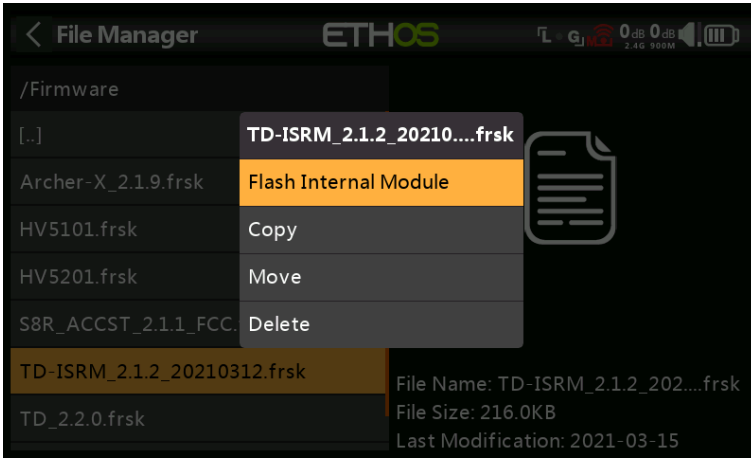 File Manager
ETHOS
L G
0dB 0dB
2.4G 900M
/Firmware
[..]
Archer-X_2.1.9.frsk
HV5101.frsk
HV5201.frsk
S8R_ACCST_2.1.1_FCC.
TD-ISRM_2.1.2_20210312.frsk
TD_2.2.0.frsk
TD-ISRM_2.1.2_20210....frsk
Flash Internal Module
Copy
Move
Delete
File Name: TD-ISRM_2.1.2_202....frsk
File Size: 216.0KB
Last Modification: 2021-03-15